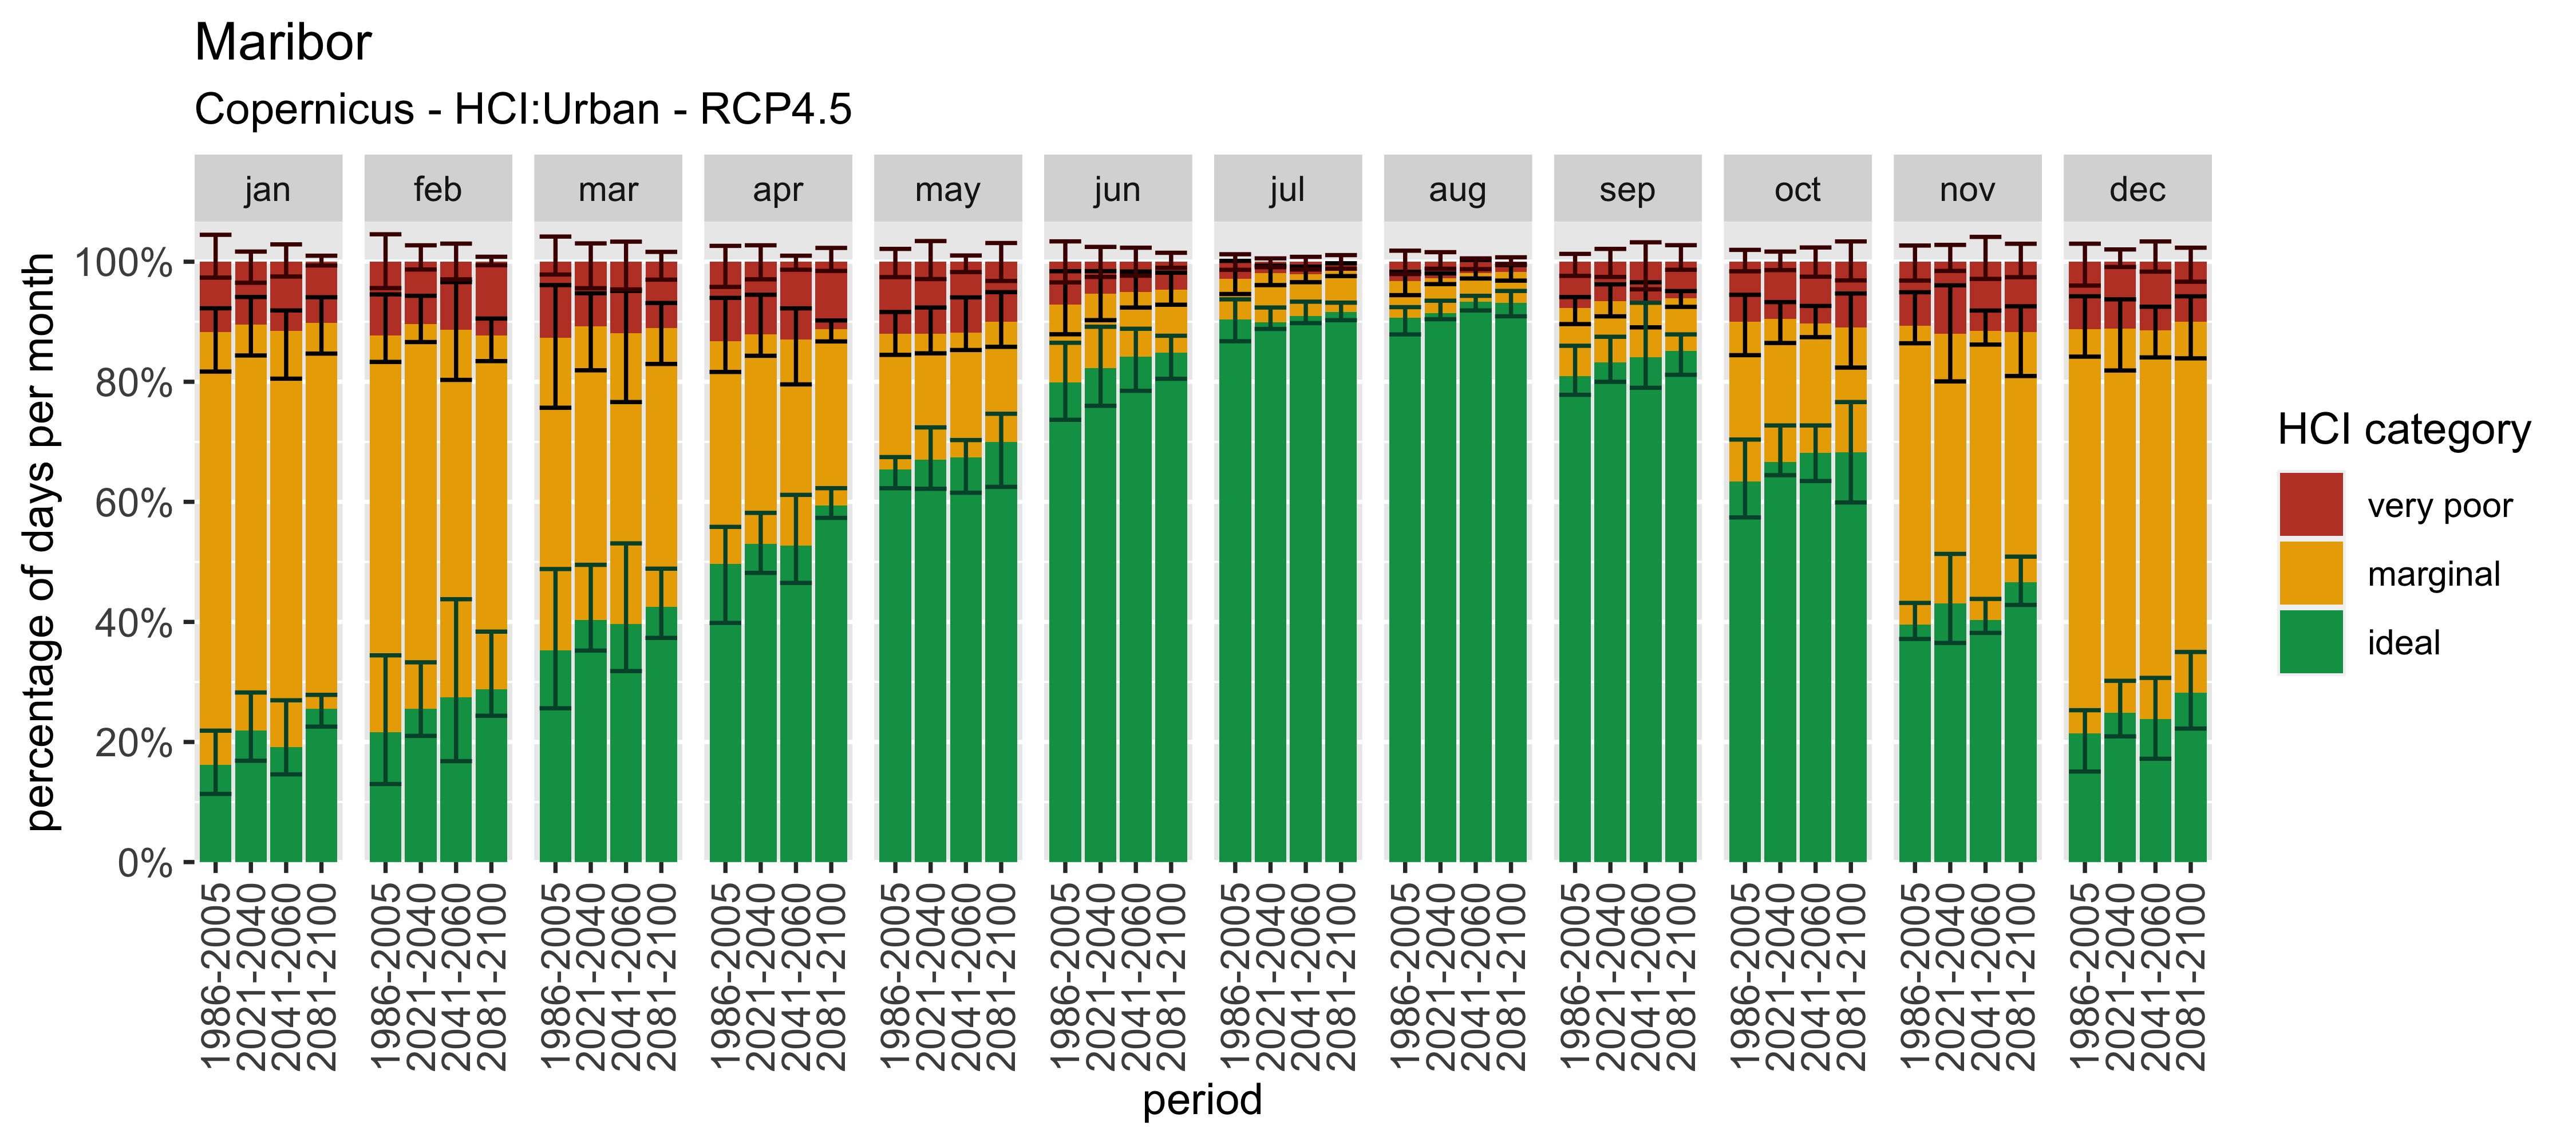 Maribor
Copernicus - HCI:Urban - RCP4.5
jan feb mar apr may jun jul aug sep oct nov dec
percentage of days per month
100%
80%
60%
40%
20%
0%
1986-2005 2021-2040 2041-2060 2081-2100 1986-2005 2021-2040 2041-2060 2081-2100 1986-2005 2021-2040 2041-2060 2081-2100 1986-2005 2021-2040 2041-2060 2081-2100 1986-2005 2021-2040 2041-2060 2081-2100 1986-2005 2021-2040 2041-2060 2081-2100 1986-2005 2021-2040 2041-2060 2081-2100 1986-2005 2021-2040 2041-2060 2081-2100 1986-2005 2021-2040 2041-2060 2081-2100 1986-2005 2021-2040 2041-2060 2081-2100 1986-2005 2021-2040 2041-2060 2081-2100 1986-2005 2021-2040 2041-2060 2081-2100
period
HCI category
very poor
marginal
ideal